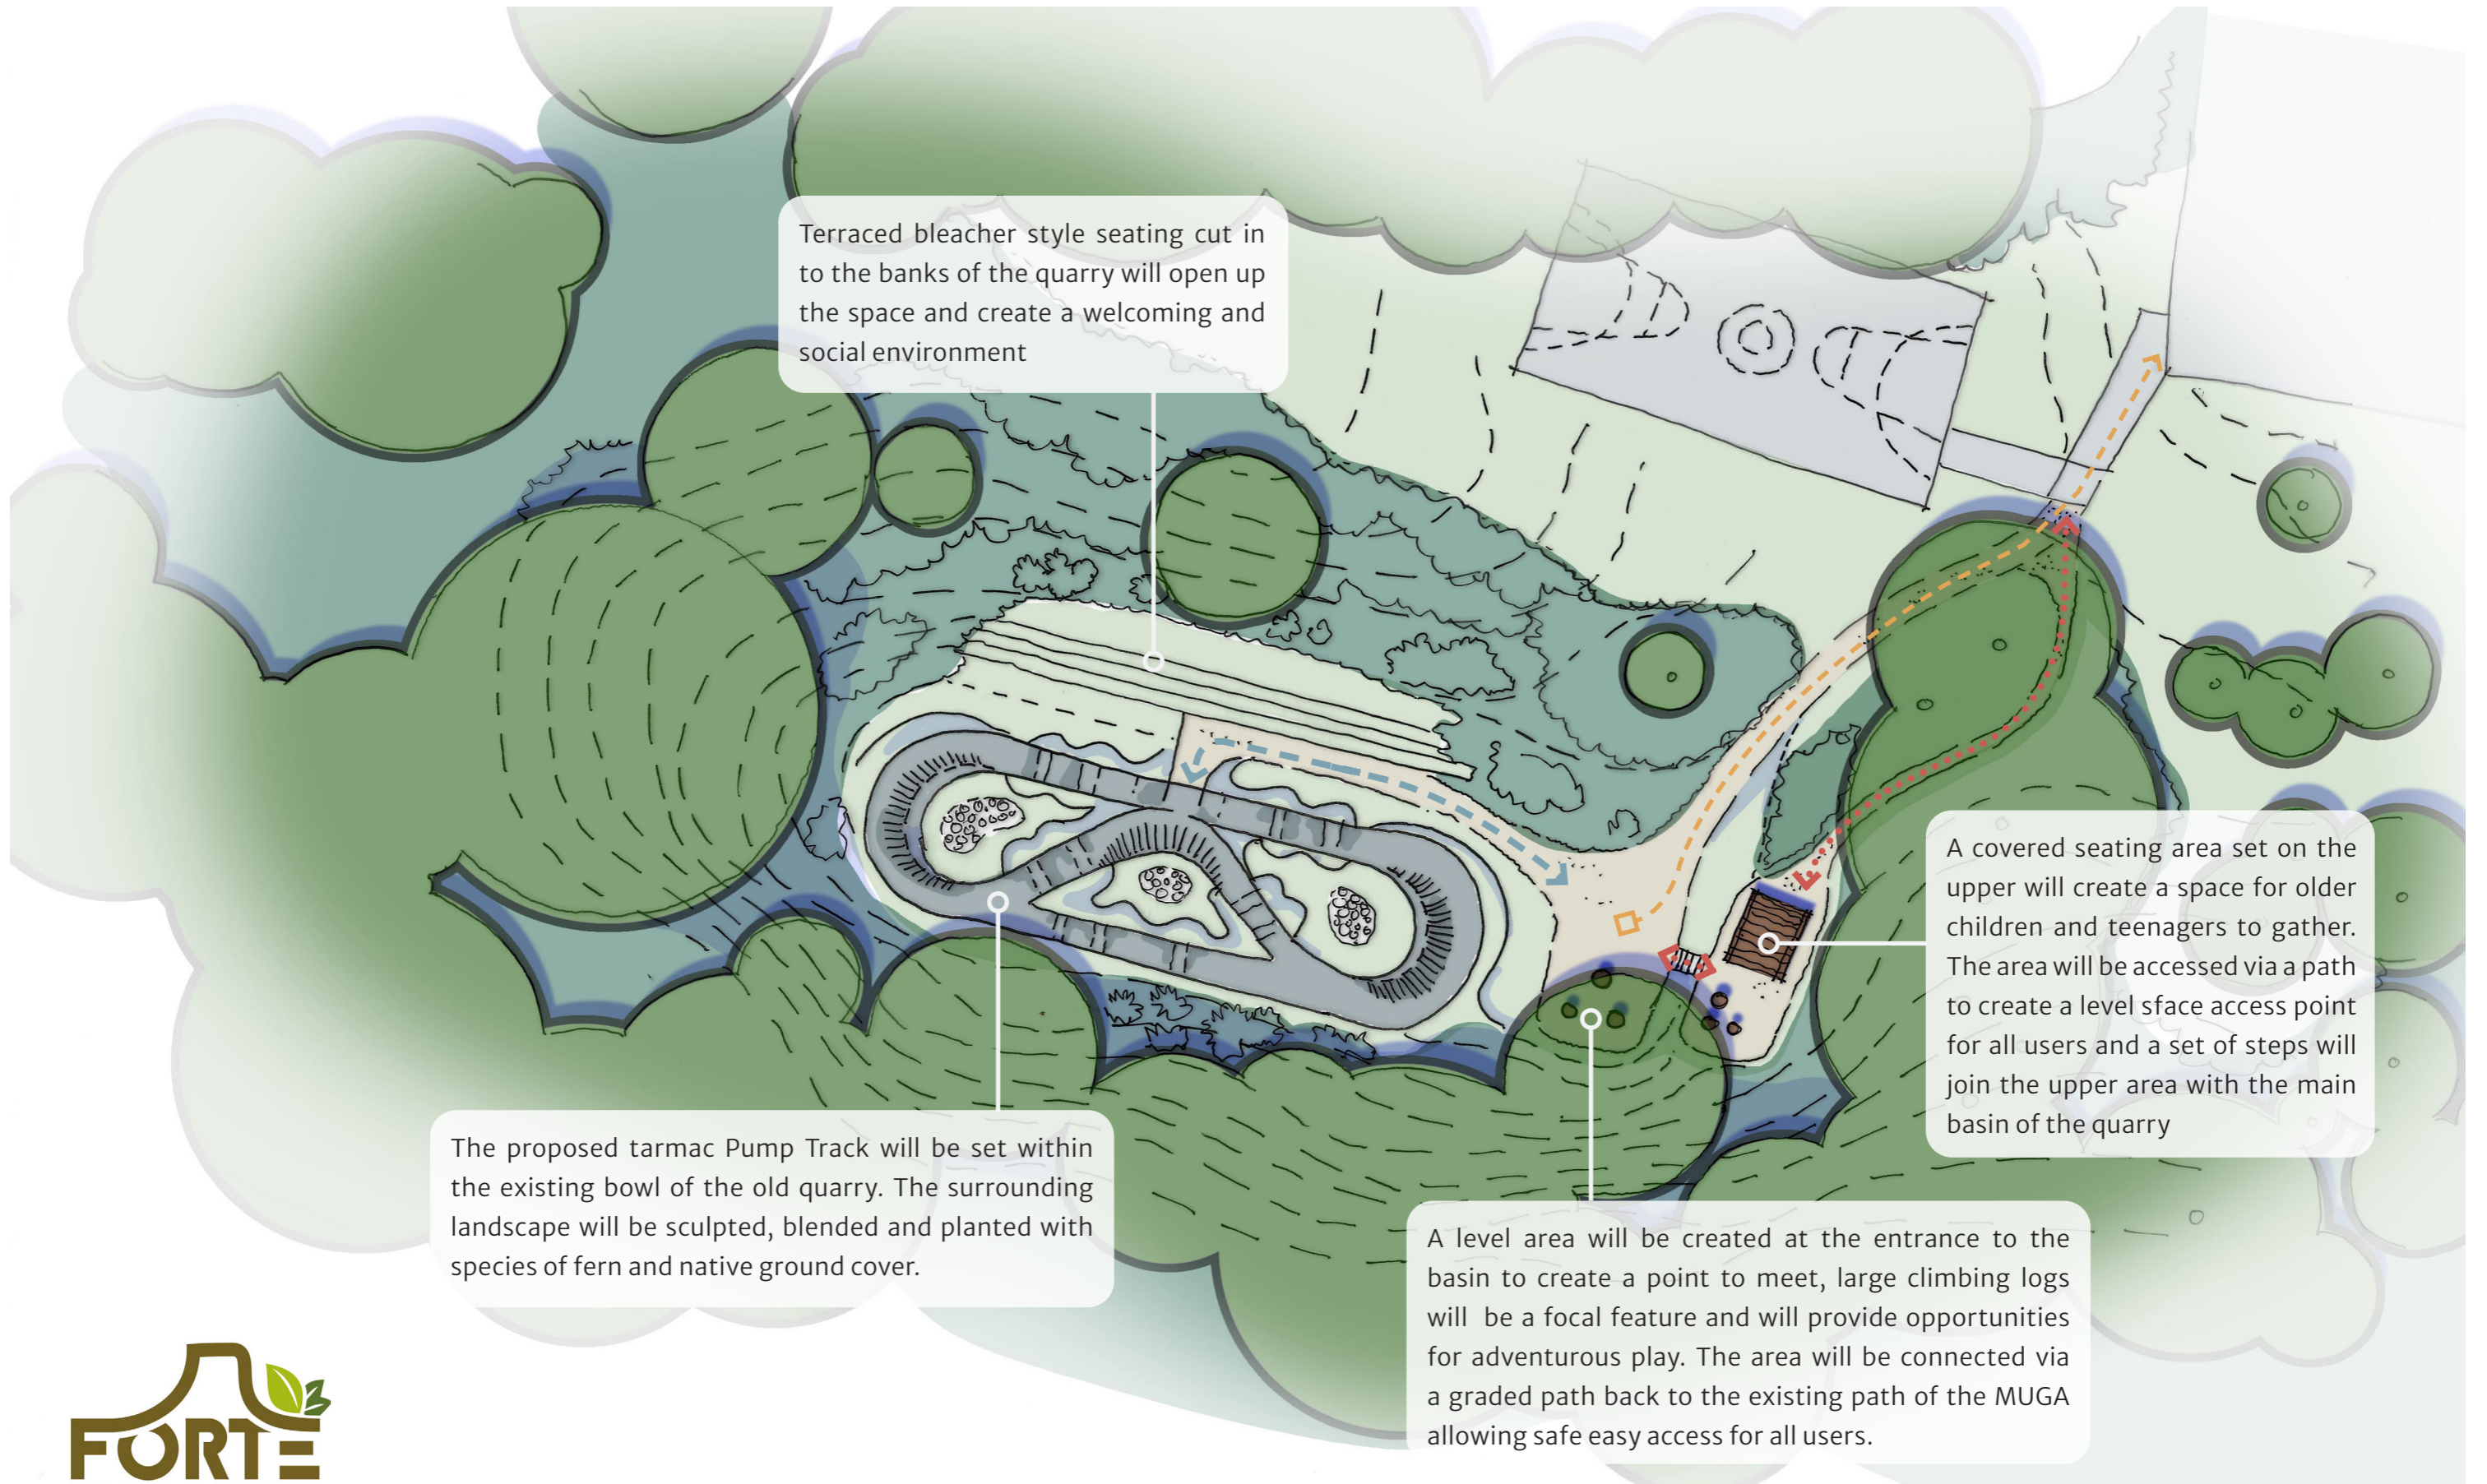 Terraced bleacher style seating cut in
to the banks of the quarry will open up
the space and create a welcoming and
social environment
A covered seating area set on the
upper will create a space for older
children and teenagers to gather.
The area will be accessed via a path
to create a level sface access point
for all users and a set of steps will
join the upper area with the main
basin of the quarry
The proposed tarmac Pump Track will be set within
the existing bowl of the old quarry. The surrounding
landscape will be sculpted, blended and planted with
species of fern and native ground cover.
A level area will be created at the entrance to the
basin to create a point to meet, large climbing logs
will be a focal feature and will provide opportunities
for adventurous play. The area will be connected via
a graded path back to the existing path of the MUGA
allowing safe easy access for all users.
FORTE